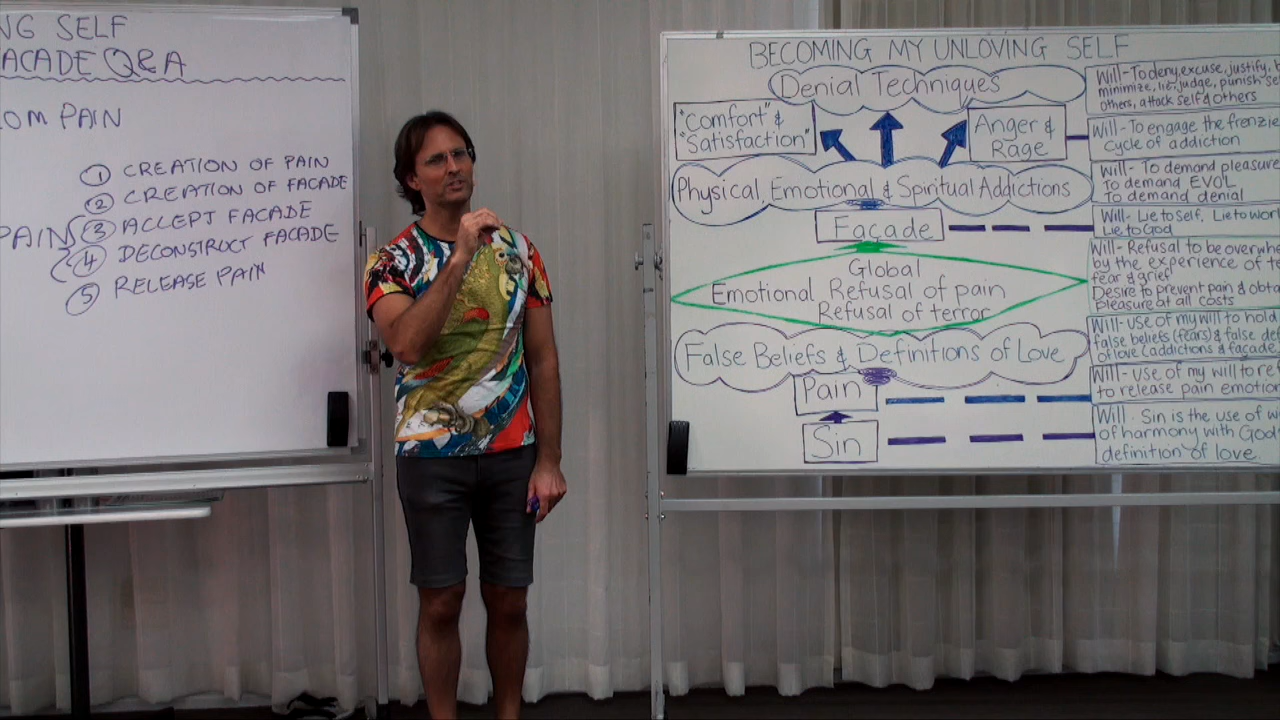 NG SELF
ACADE Q&A
OM PAIN
① CREATION OF PAIN
② CREATION OF FACADE
PAIN ③ ACCEPT FACADE
④ DECONSTRUCT FACADE
⑤ RELEASE PAIN
BECOMING MY UNLOVING SELF
Denial Techniques
"Comfort" &
"Satisfaction"
Anger &
Rage
Physical Emotional & Spiritual Addictions
Façade
Global
Emotional Refusal of pain
Refusal of terror
False Beliefs & Definitions of Love
Pain
Sin
Will - To deny, excuse, justify, b
minimize, lie, judge, punish se
others, attack self & others
Will - To engage the frenzie
cycle of addiction
Will - To demand pleasure
To demand EVOL
To demand denial
Will - Lie to Self, Lie to wor
Lie to God
Will - Refusal to be overwhe
by the experience of te
fear & grief
Desire to prevent pain & obta
pleasure at all costs
Will - use of my will to hold
false beliefs (fears) & false def
of love (addictions & facade
Will - use of my will to re
to release pain emotion
Will - Sin is the use of w
of harmony with God
definition of love